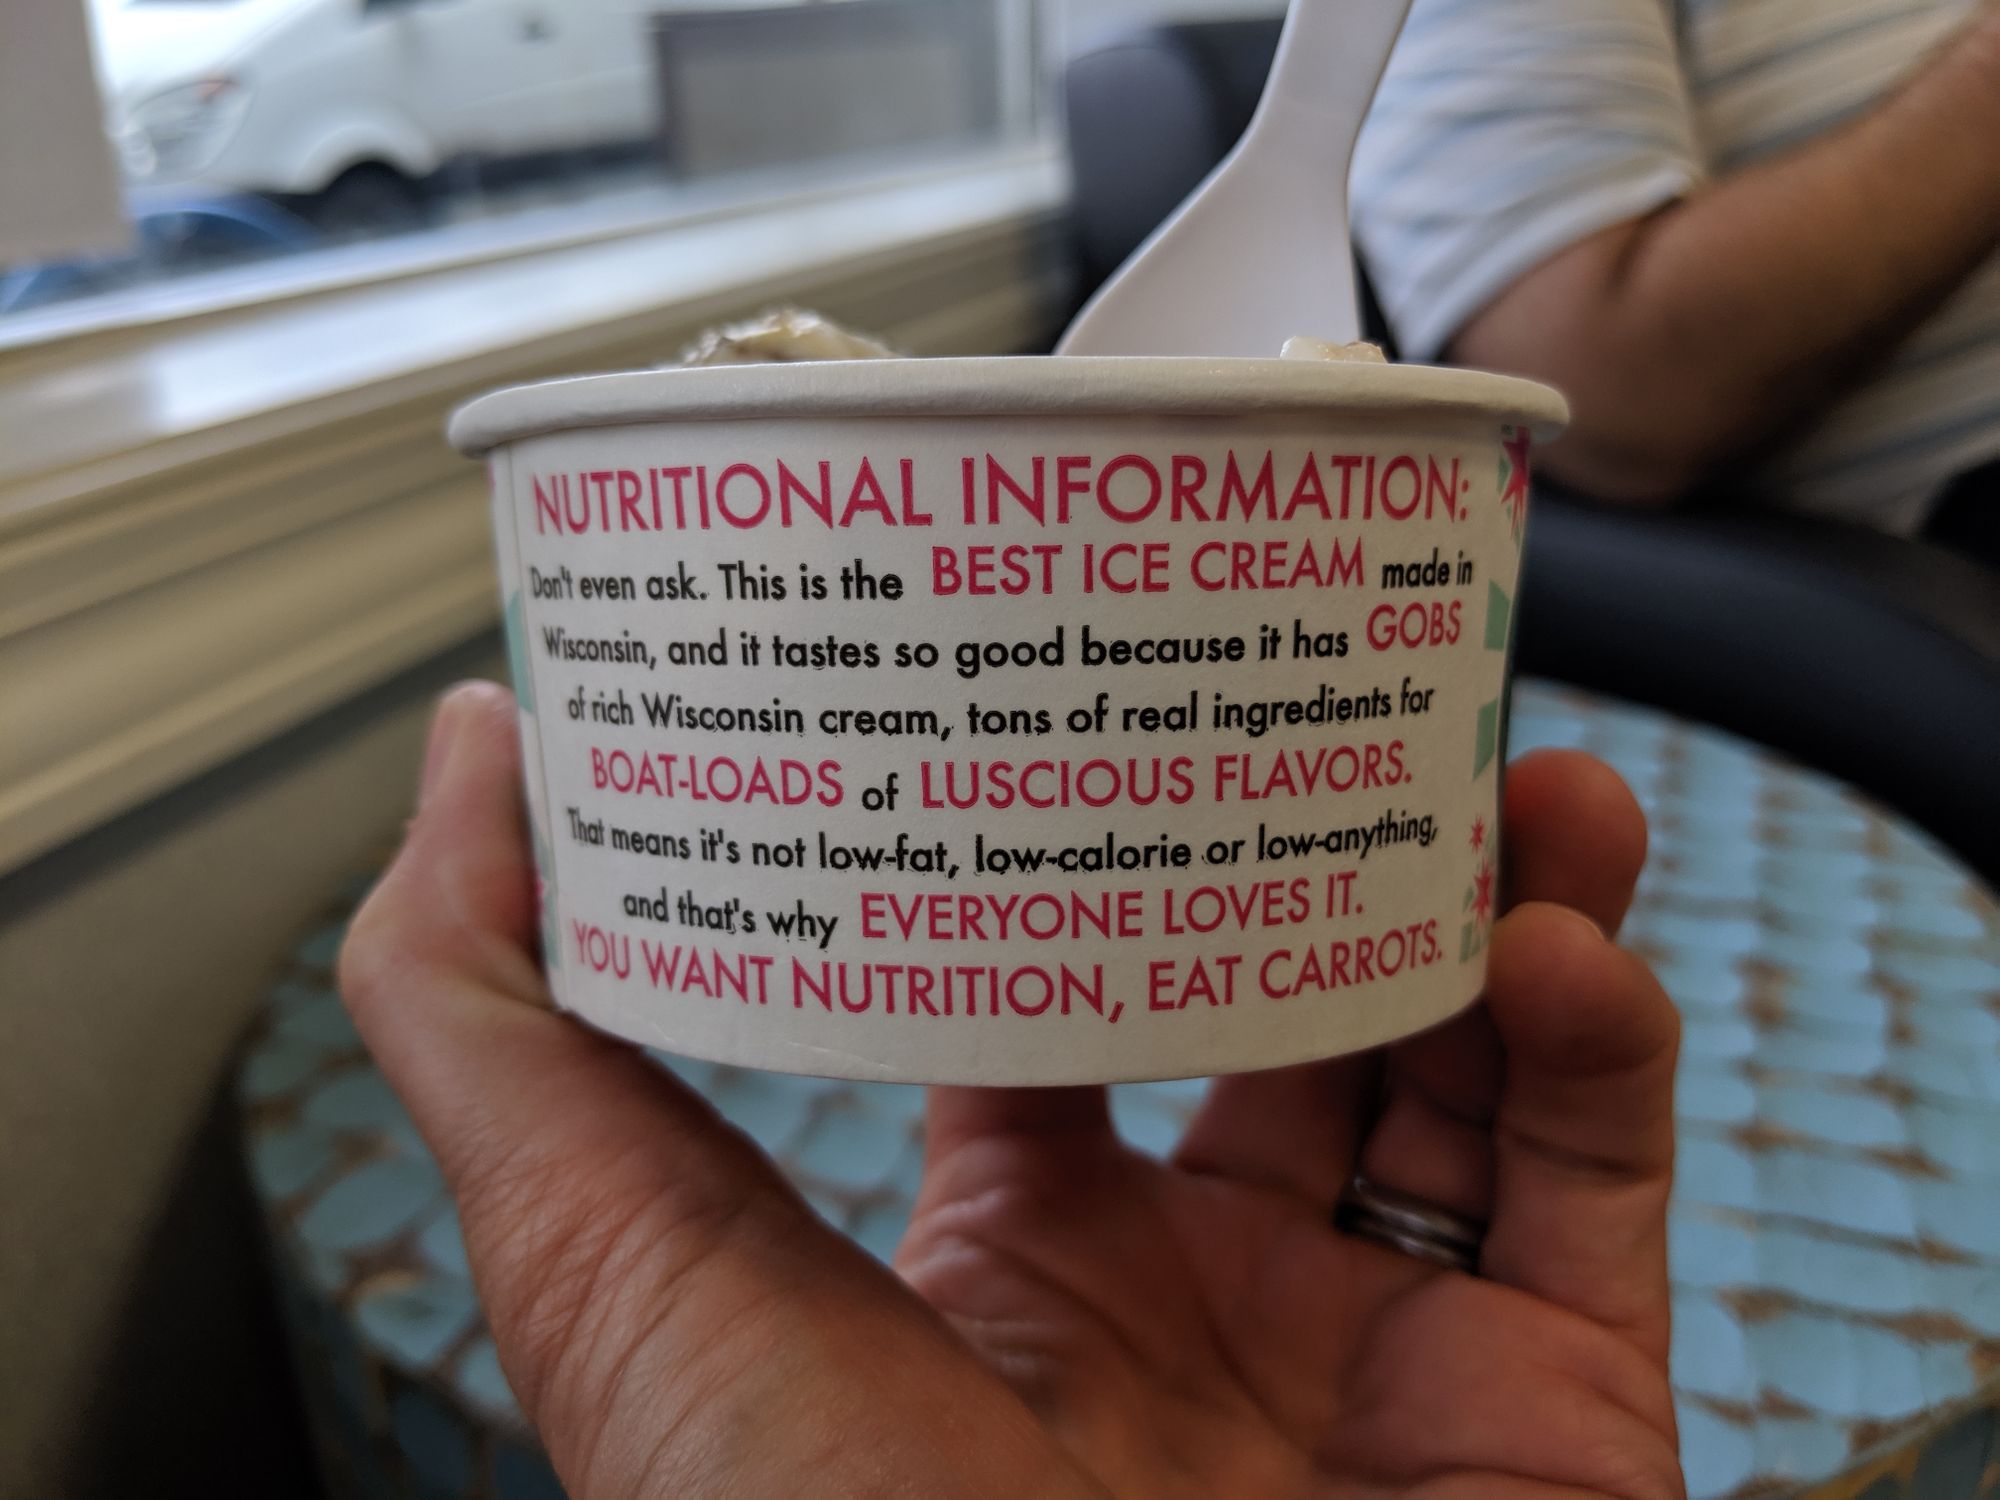 NUTRITIONAL INFORMATION:
Don't even ask. This is the BEST ICE CREAM made in
Wisconsin, and it tastes so good because it has GOBS
of rich Wisconsin cream, tons of real ingredients for
BOAT-LOADS of LUSCIOUS FLAVORS.
That means it's not low-fat, low-calorie or low-anything,
and that's why EVERYONE LOVES IT.
YOU WANT NUTRITION, EAT CARROTS.